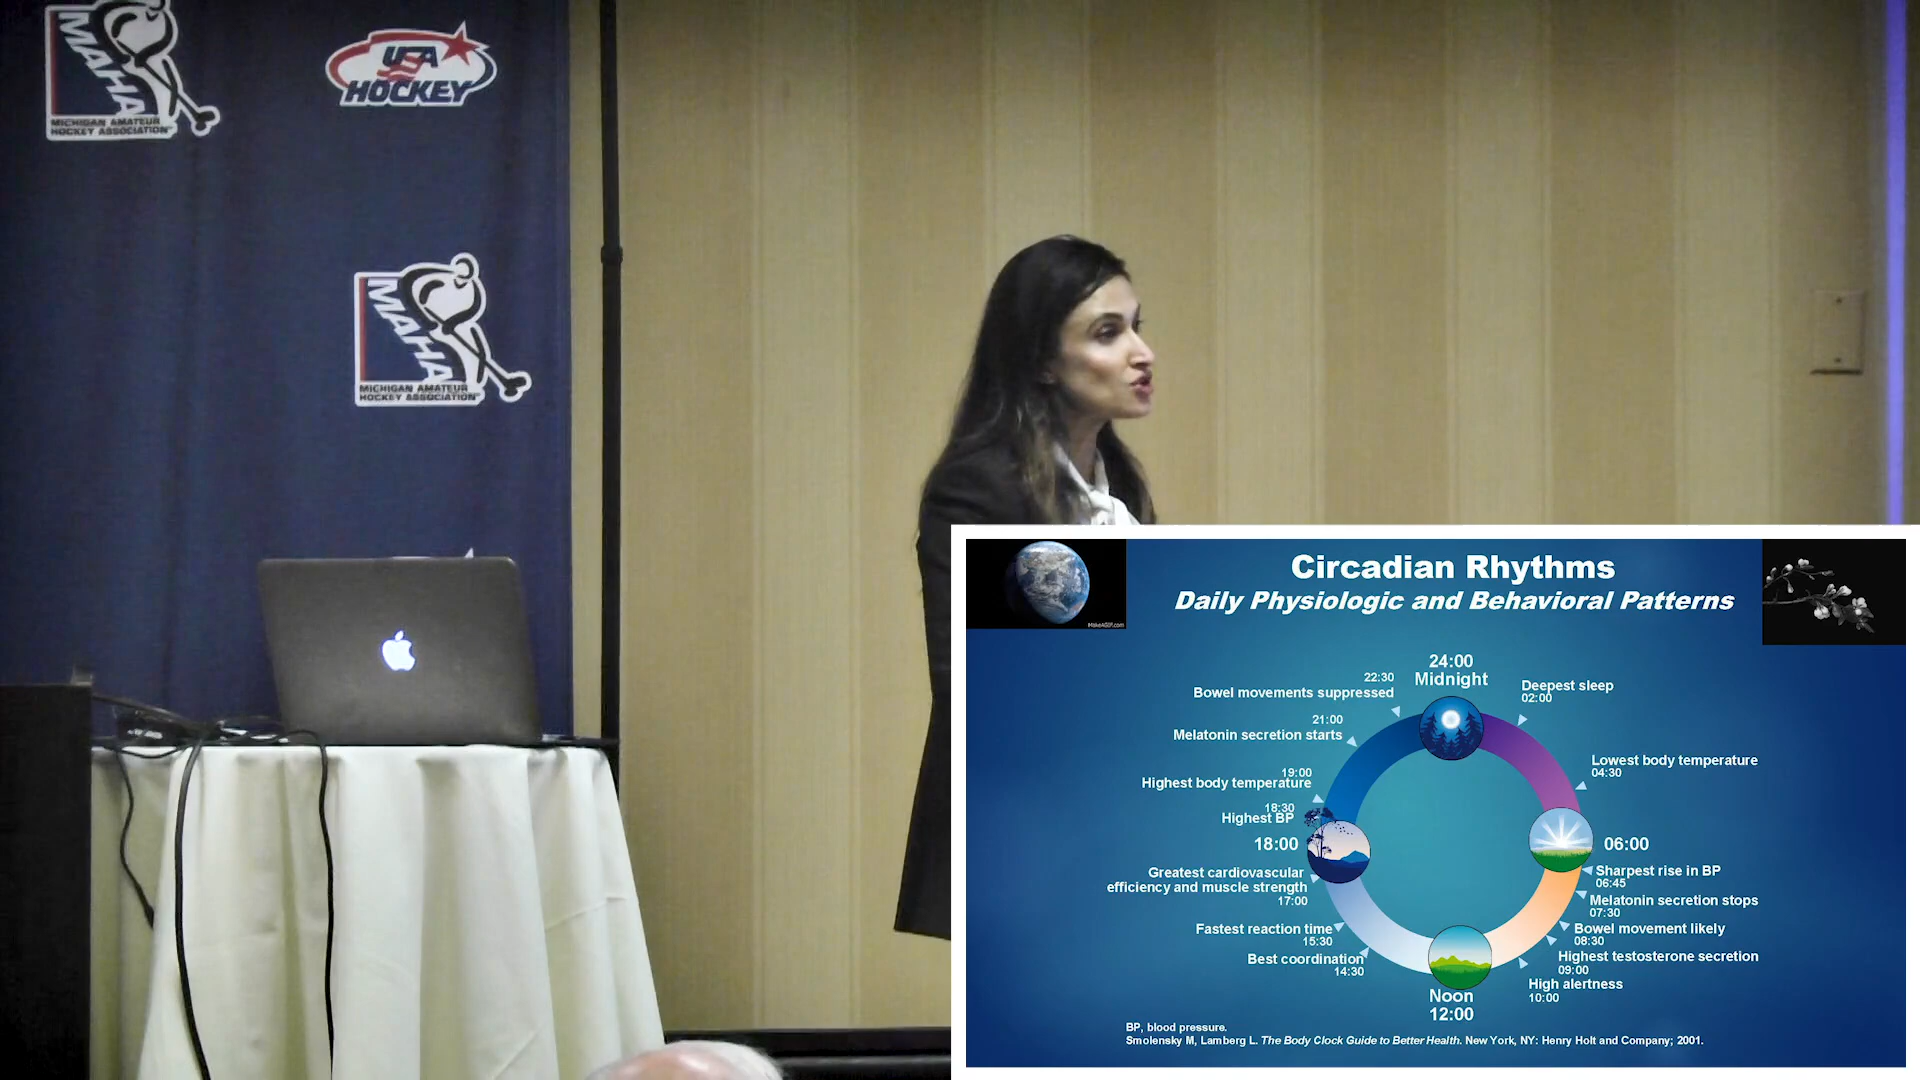 MAHA
MICHIGAN AMATEUR
HOCKEY ASSOCIATION
USA
HOCKEY
MAHA
MICHIGAN AMATEUR
HOCKEY ASSOCIATION
MakeAGIF.com
Circadian Rhythms
Daily Physiologic and Behavioral Patterns
24:00
Midnight
22:30
Bowel movements suppressed
21:00
Melatonin secretion starts
19:00
Highest body temperature
18:30
Highest BP
18:00
Greatest cardiovascular
efficiency and muscle strength
17:00
Fastest reaction time
15:30
Best coordination
14:30
Deepest sleep
02:00
Lowest body temperature
04:30
06:00
Sharpest rise in BP
06:45
Melatonin secretion stops
07:30
Bowel movement likely
08:30
Highest testosterone secretion
09:00
High alertness
10:00
Noon
12:00
BP, blood pressure.
Smolensky M, Lamberg L. The Body Clock Guide to Better Health. New York, NY: Henry Holt and Company; 2001.